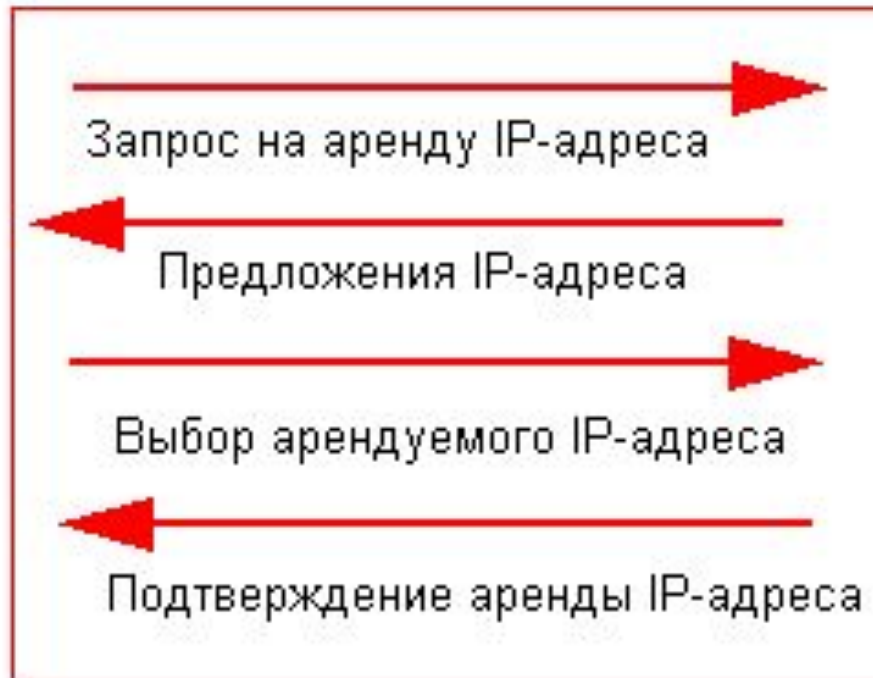 Запрос на аренду IP-адреса
Предложения IP-адреса
Выбор арендуемого IP-адреса
Подтверждение аренды IP-адреса